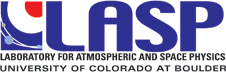 LASP
LABORATORY FOR ATMOSPHERIC AND SPACE PHYSICS
UNIVERSITY OF COLORADO AT BOULDER